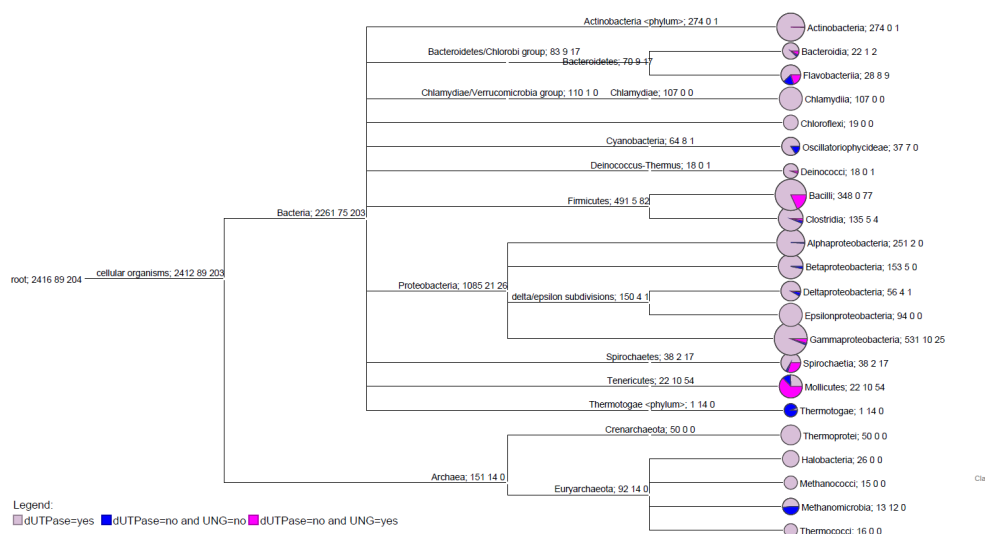 Actinobacteria <phylum>; 274 0 1
Actinobacteria; 274 0 1
Bacteroidetes/Chlorobi group; 83 9 17
Bacteroidia; 22 1 2
Bacteroidetes; 70 9 17
Flavobacteriia; 28 8 9
Chlamydiae/Verrucomicrobia group; 110 1 0
Chlamydiae; 107 0 0
Chlamydiia; 107 0 0
Chloroflexi; 19 0 0
Cyanobacteria; 64 8 1
Oscillatoriophycideae; 37 7 0
Deinococcus-Thermus; 18 0 1
Deinococci; 18 0 1
Firmicutes; 491 5 82
Bacilli; 348 0 77
Bacteria; 2261 75 203
Clostridia; 135 5 4
Alphaproteobacteria; 251 2 0
Betaproteobacteria; 153 5 0
cellular organisms; 2412 89 203
root; 2416 89 204
Proteobacteria; 1085 21 26
delta/epsilon subdivisions; 150 4 1
Deltaproteobacteria; 56 4 1
Epsilonproteobacteria; 94 0 0
Gammaproteobacteria; 531 10 25
Spirochaetes; 38 2 17
Spirochaetia; 38 2 17
Tenericutes; 22 10 54
Mollicutes; 22 10 54
Thermotogae <phylum>; 1 14 0
Thermotogae; 1 14 0
Crenarchaeota; 50 0 0
Thermoprotei; 50 0 0
Halobacteria; 26 0 0
Archaea; 151 14 0
Methanococci; 15 0 0
Cla
Euryarchaeota; 92 14 0
Methanomicrobia; 13 12 0
Thermococci; 16 0 0
Legend:
dUTPase=yes dUTPase=no and UNG=no dUTPase=no and UNG=yes